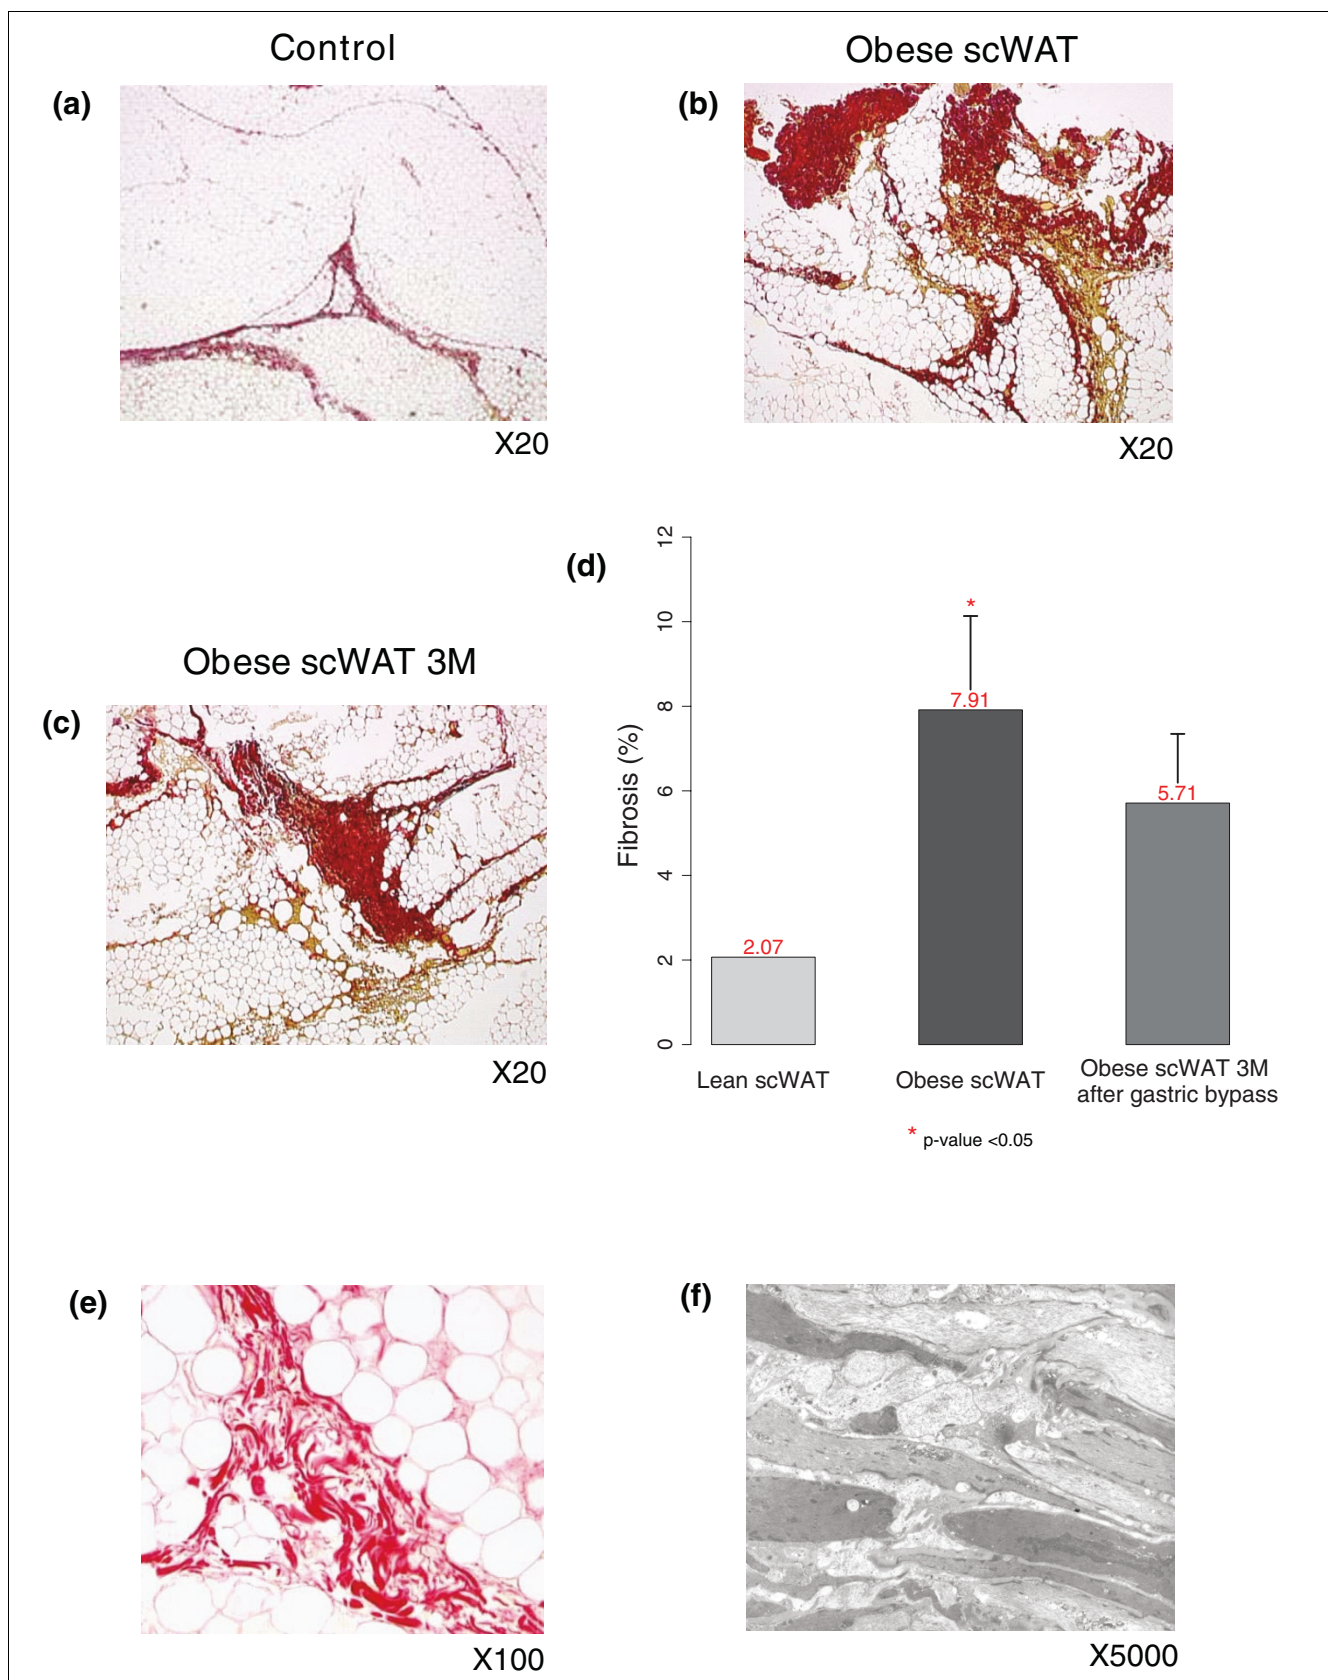 Control
Obese scWAT
(a)
(b)
X20
X20
(d)
Obese scWAT 3M
(c)
X20
Fibrosis (%)
12
10
8
6
4
2
0
*
7.91
5.71
2.07
Lean scWAT
Obese scWAT
Obese scWAT 3M
after gastric bypass
* p-value <0.05
(e)
(f)
X100
X5000